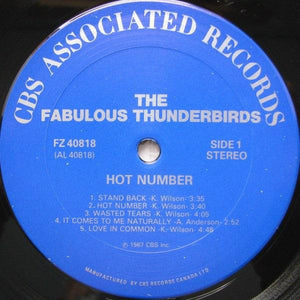 CBS ASSOCIATED RECORDS
THE
FABULOUS THUNDERBIRDS
FZ 40818
(AL 40818)
SIDE 1
STEREO
HOT NUMBER
1. STAND BACK -K. Wilson- 3:35
2. HOT NUMBER -K. Wilson- 3:40
3. WASTED TEARS -K. Wilson- 4:05
4. IT COMES TO ME NATURALLY -A. Anderson- 2:52
5. LOVE IN COMMON -K. Wilson- 4:48
℗ 1987 CBS Inc.
MANUFACTURED BY CBS RECORDS CANADA LTD